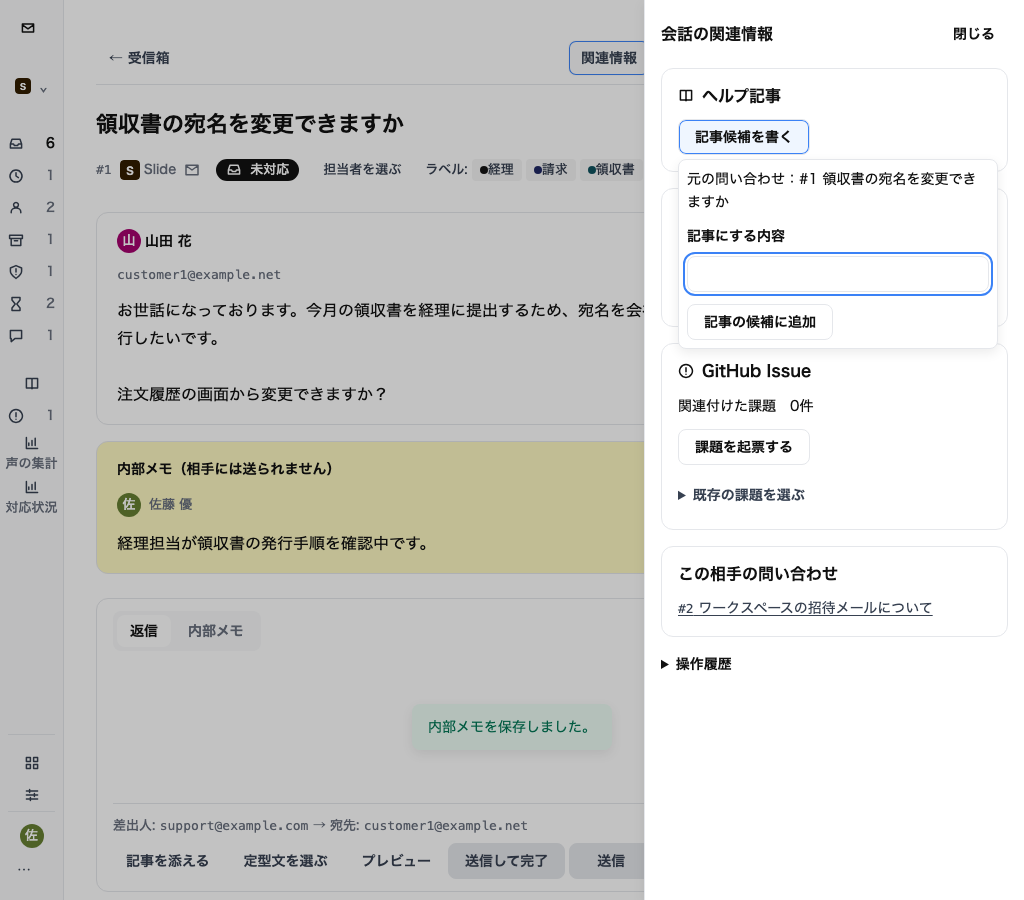 S
6
1
2
1
1
2
1
1
声の集計
対応状況
佐
…
← 受信箱
関連情報
領収書の宛名を変更できますか
#1 S Slide 未対応 担当者を選ぶ ラベル: 経理 請求 領収書
山 山田 花
customer1@example.net
お世話になっております。今月の領収書を経理に提出するため、宛名を会
行したいです。
注文履歴の画面から変更できますか？
内部メモ（相手には送られません）
佐 佐藤 優
経理担当が領収書の発行手順を確認中です。
返信 内部メモ
内部メモを保存しました。
差出人: support@example.com → 宛先: customer1@example.net
記事を添える 定型文を選ぶ プレビュー 送信して完了 送信
会話の関連情報 閉じる
ヘルプ記事
記事候補を書く
元の問い合わせ：#1 領収書の宛名を変更でき
ますか
記事にする内容
記事の候補に追加
GitHub Issue
関連付けた課題 0件
課題を起票する
▶ 既存の課題を選ぶ
この相手の問い合わせ
#2 ワークスペースの招待メールについて
▶ 操作履歴